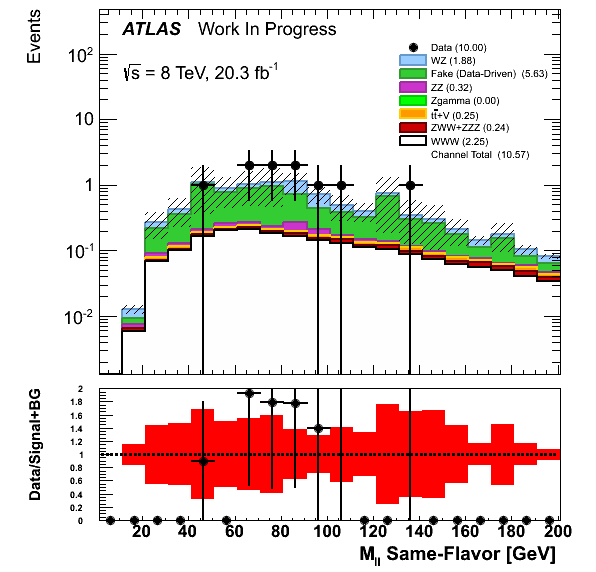 Events
ATLAS Work In Progress
√s = 8 TeV, 20.3 fb⁻¹
Data (10.00)
WZ (1.88)
Fake (Data-Driven) (5.63)
ZZ (0.32)
Zgamma (0.00)
tt̄+V (0.25)
ZWW+ZZZ (0.24)
WWW (2.25)
Channel Total (10.57)
10²
10
1
10⁻¹
10⁻²
Data/Signal+BG
2
1.8
1.6
1.4
1.2
1
0.8
0.6
0.4
0.2
0
20 40 60 80 100 120 140 160 180 200
M_ll Same-Flavor [GeV]